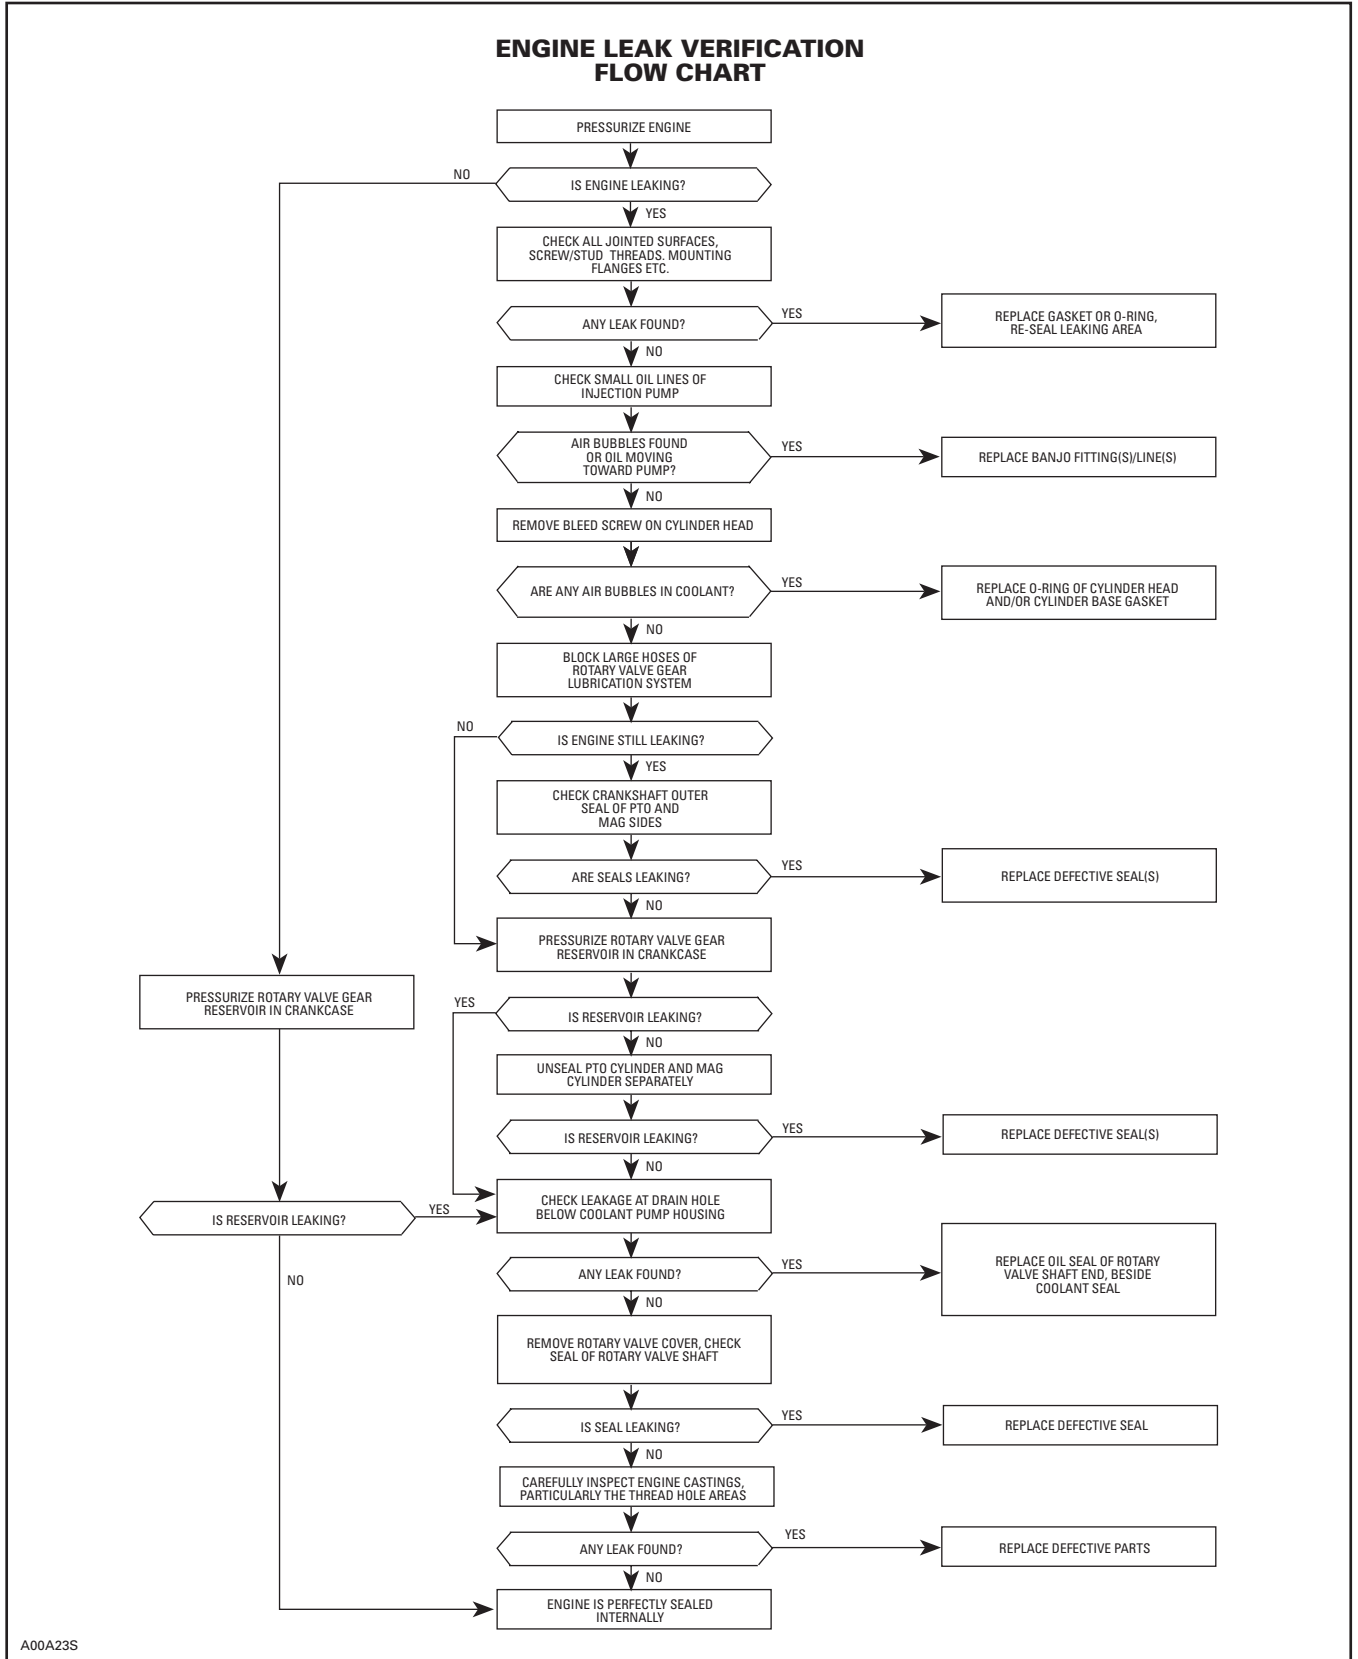 ENGINE LEAK VERIFICATION
FLOW CHART
PRESSURIZE ENGINE
NO
IS ENGINE LEAKING?
YES
CHECK ALL JOINTED SURFACES,
SCREW/STUD THREADS. MOUNTING
FLANGES ETC.
ANY LEAK FOUND?
YES
REPLACE GASKET OR O-RING,
RE-SEAL LEAKING AREA
NO
CHECK SMALL OIL LINES OF
INJECTION PUMP
AIR BUBBLES FOUND
OR OIL MOVING
TOWARD PUMP?
YES
REPLACE BANJO FITTING(S)/LINE(S)
NO
REMOVE BLEED SCREW ON CYLINDER HEAD
ARE ANY AIR BUBBLES IN COOLANT?
YES
REPLACE O-RING OF CYLINDER HEAD
AND/OR CYLINDER BASE GASKET
NO
BLOCK LARGE HOSES OF
ROTARY VALVE GEAR
LUBRICATION SYSTEM
NO
IS ENGINE STILL LEAKING?
YES
CHECK CRANKSHAFT OUTER
SEAL OF PTO AND
MAG SIDES
ARE SEALS LEAKING?
YES
REPLACE DEFECTIVE SEAL(S)
NO
PRESSURIZE ROTARY VALVE GEAR
RESERVOIR IN CRANKCASE
PRESSURIZE ROTARY VALVE GEAR
RESERVOIR IN CRANKCASE
YES
IS RESERVOIR LEAKING?
NO
UNSEAL PTO CYLINDER AND MAG
CYLINDER SEPARATELY
IS RESERVOIR LEAKING?
YES
REPLACE DEFECTIVE SEAL(S)
NO
CHECK LEAKAGE AT DRAIN HOLE
BELOW COOLANT PUMP HOUSING
IS RESERVOIR LEAKING?
YES
NO
ANY LEAK FOUND?
YES
REPLACE OIL SEAL OF ROTARY
VALVE SHAFT END, BESIDE
COOLANT SEAL
NO
REMOVE ROTARY VALVE COVER, CHECK
SEAL OF ROTARY VALVE SHAFT
IS SEAL LEAKING?
YES
REPLACE DEFECTIVE SEAL
NO
CAREFULLY INSPECT ENGINE CASTINGS,
PARTICULARLY THE THREAD HOLE AREAS
ANY LEAK FOUND?
YES
REPLACE DEFECTIVE PARTS
NO
ENGINE IS PERFECTLY SEALED
INTERNALLY
A00A23S